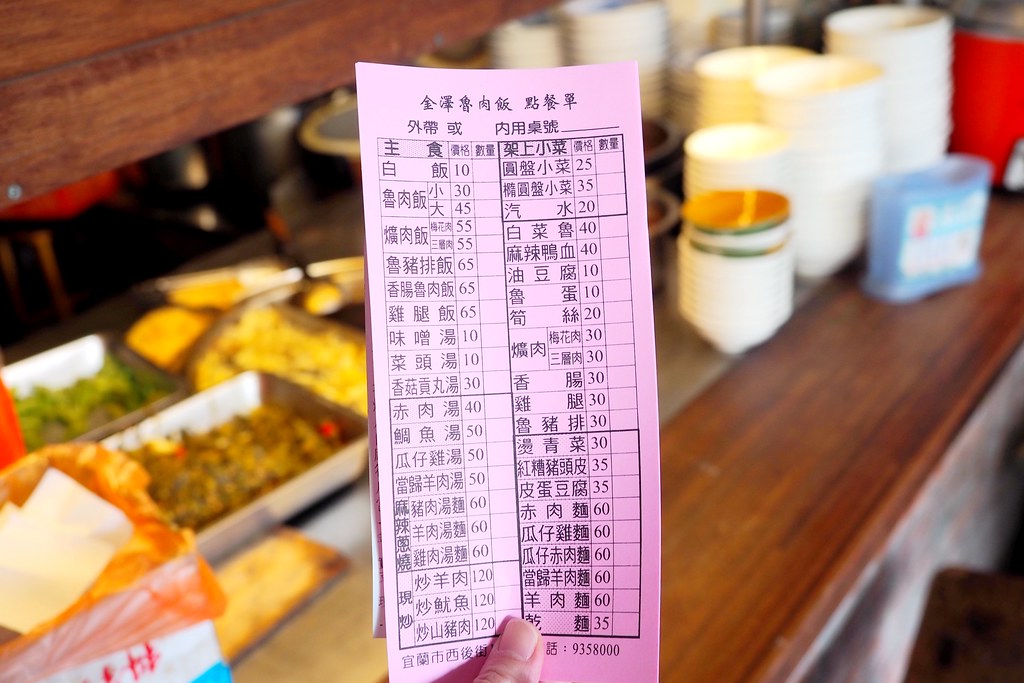 金澤魯肉飯 點餐單
外帶 或 內用桌號
主 食 價格 數量
白 飯 10
魯肉飯 小 30
大 45
爌肉飯 梅花肉 55
三層肉 55
魯豬排飯 65
香腸魯肉飯 65
雞腿飯 65
味噌湯 10
菜頭湯 10
香菇貢丸湯 30
赤肉湯 40
鯛魚湯 50
瓜仔雞湯 50
當歸羊肉湯 50
麻辣蔥燒 豬肉湯麵 60
羊肉湯麵 60
雞肉湯麵 60
現炒 炒羊肉 120
炒魷魚 120
炒山豬肉 120
架上小菜 價格 數量
圓盤小菜 25
橢圓盤小菜 35
汽 水 20
白菜魯 40
麻辣鴨血 40
油豆腐 10
魯 蛋 10
筍 絲 20
爌肉 梅花肉 30
三層肉 30
香 腸 30
雞 腿 30
魯豬排 30
燙青菜 30
紅糟豬頭皮 35
皮蛋豆腐 35
赤肉麵 60
瓜仔雞麵 60
瓜仔赤肉麵 60
當歸羊肉麵 60
羊肉麵 60
乾 麵 35
宜蘭市西後街 話：9358000